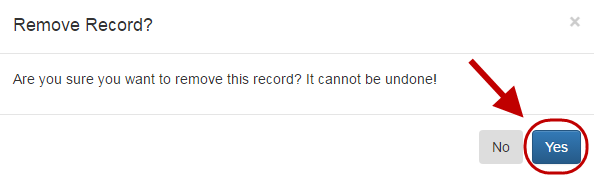 Remove Record? ×
Are you sure you want to remove this record? It cannot be undone!
No Yes